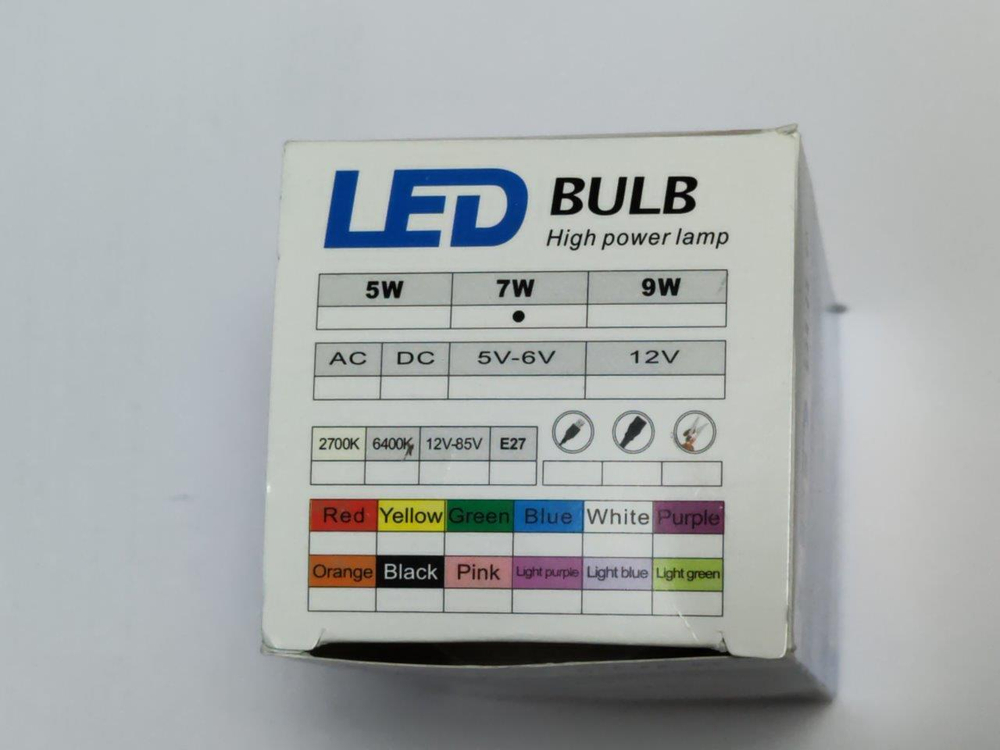 LED BULB
High power lamp
5W 7W 9W
AC DC 5V-6V 12V
2700K 6400K 12V-85V E27
Red Yellow Green Blue White Purple
Orange Black Pink Light purple Light blue Light green